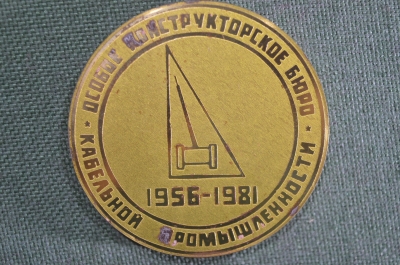 ОСОБОЕ КОНСТРУКТОРСКОЕ БЮРО
1956-1981
КАБЕЛЬНОЙ ПРОМЫШЛЕННОСТИ